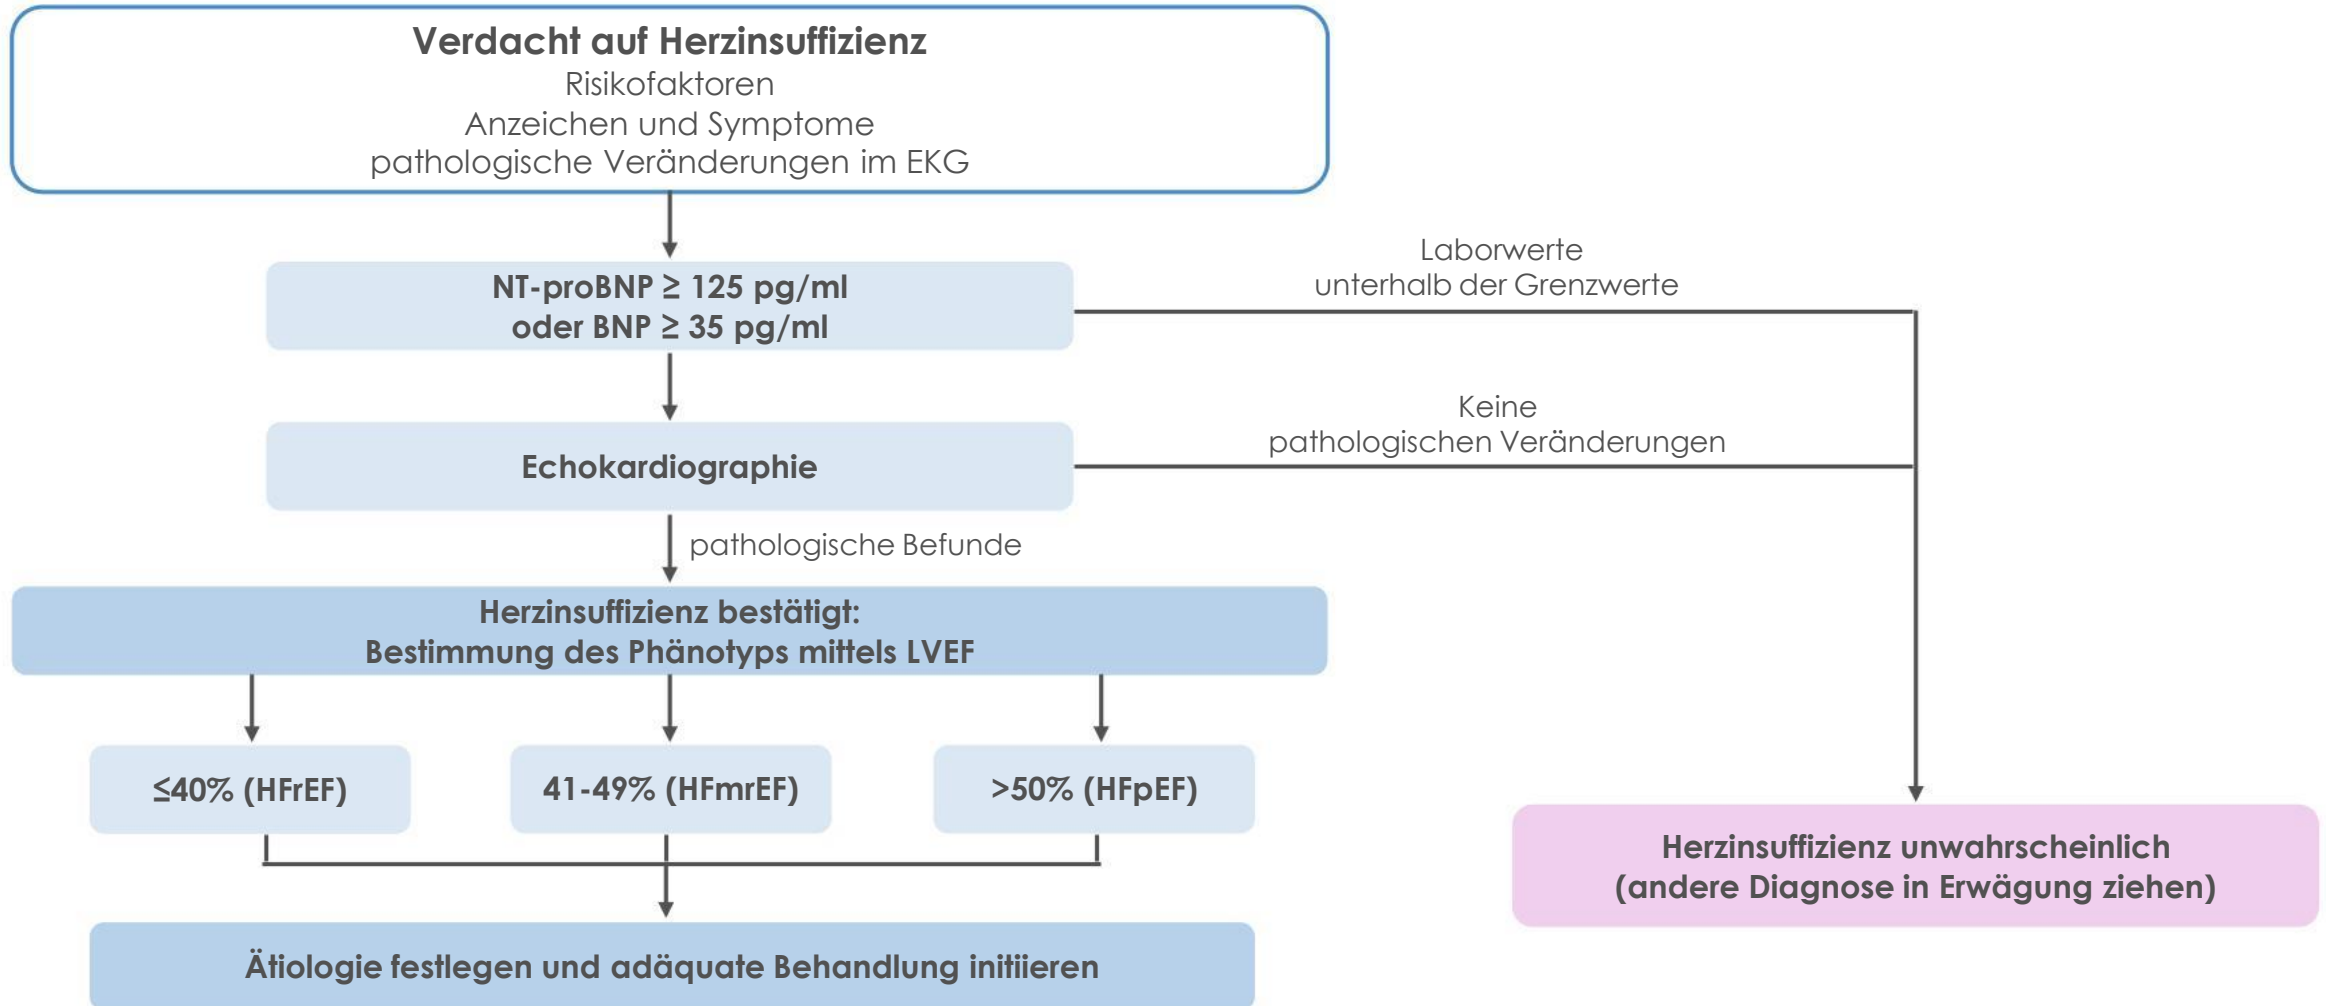 Verdacht auf Herzinsuffizienz
Risikofaktoren
Anzeichen und Symptome
pathologische Veränderungen im EKG
NT-proBNP ≥ 125 pg/ml
oder BNP ≥ 35 pg/ml
Laborwerte
unterhalb der Grenzwerte
Echokardiographie
Keine
pathologischen Veränderungen
pathologische Befunde
Herzinsuffizienz bestätigt:
Bestimmung des Phänotyps mittels LVEF
≤40% (HFrEF)
41-49% (HFmrEF)
>50% (HFpEF)
Herzinsuffizienz unwahrscheinlich
(andere Diagnose in Erwägung ziehen)
Ätiologie festlegen und adäquate Behandlung initiieren